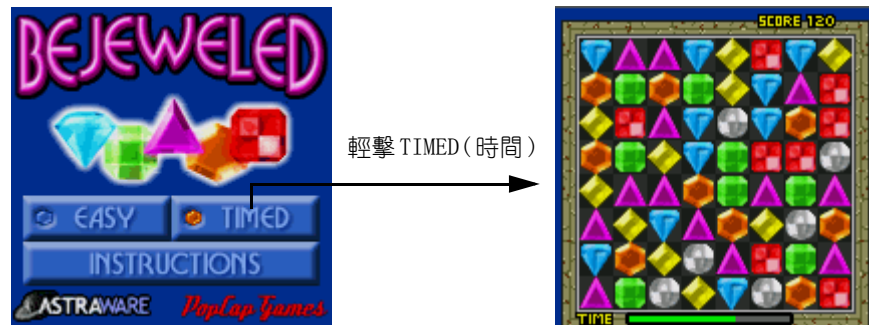 BEJEWELED
EASY
TIMED
INSTRUCTIONS
ASTRAWARE
PopCap Games
輕擊 TIMED(時間)
SCORE 120
TIME